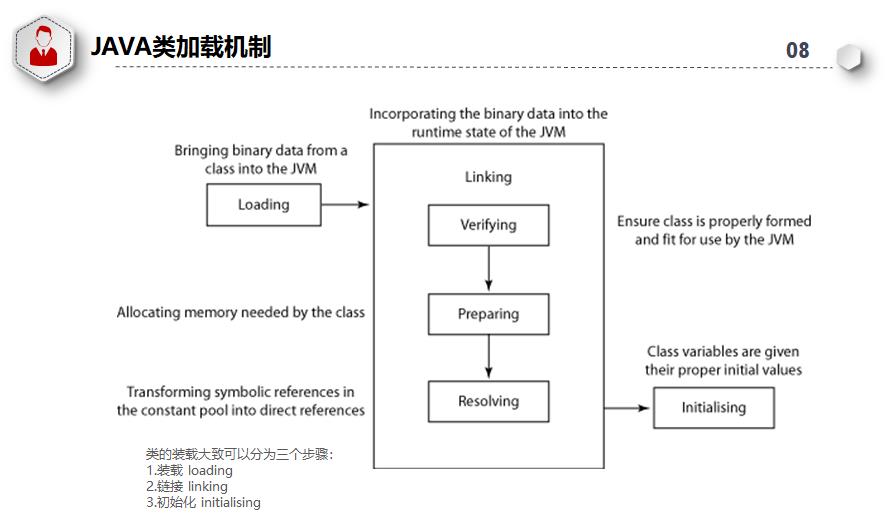 JAVA类加载机制
08
Incorporating the binary data into the
runtime state of the JVM
Bringing binary data from a
class into the JVM
Loading
Linking
Verifying
Ensure class is properly formed
and fit for use by the JVM
Allocating memory needed by the class
Preparing
Class variables are given
their proper initial values
Transforming symbolic references in
the constant pool into direct references
Resolving
Initialising
类的装载大致可以分为三个步骤：
1.装载 loading
2.链接 linking
3.初始化 initialising